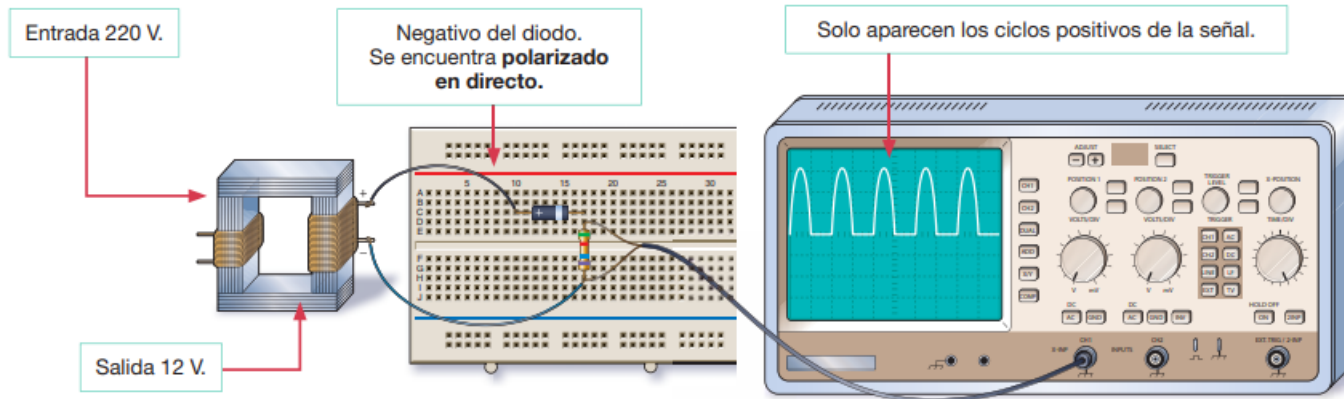 Entrada 220 V.
Negativo del diodo.
Se encuentra polarizado
en directo.
Solo aparecen los ciclos positivos de la señal.
Salida 12 V.
+
–
5 10 15 20 25 30
A
B
C
D
E
F
G
H
I
J
+
ADJUST
– +
SELECT
POSITION 1
POSITION 2
TRIGGER
LEVEL
X-POSITION
VOLTS/DIV
VOLTS/DIV
TRIGGER
TIME/DIV
CH1
CH2
DUAL
ADD
X/Y
COMP
CH1 AC
CH2 DC
LINE LF
EXT TV
V mV
V mV
DC
AC GND
DC
AC GND INV
HOLD OFF
ON
X-INP
CH1
INPUTS
CH2
EXT. TRIG / Z-INP